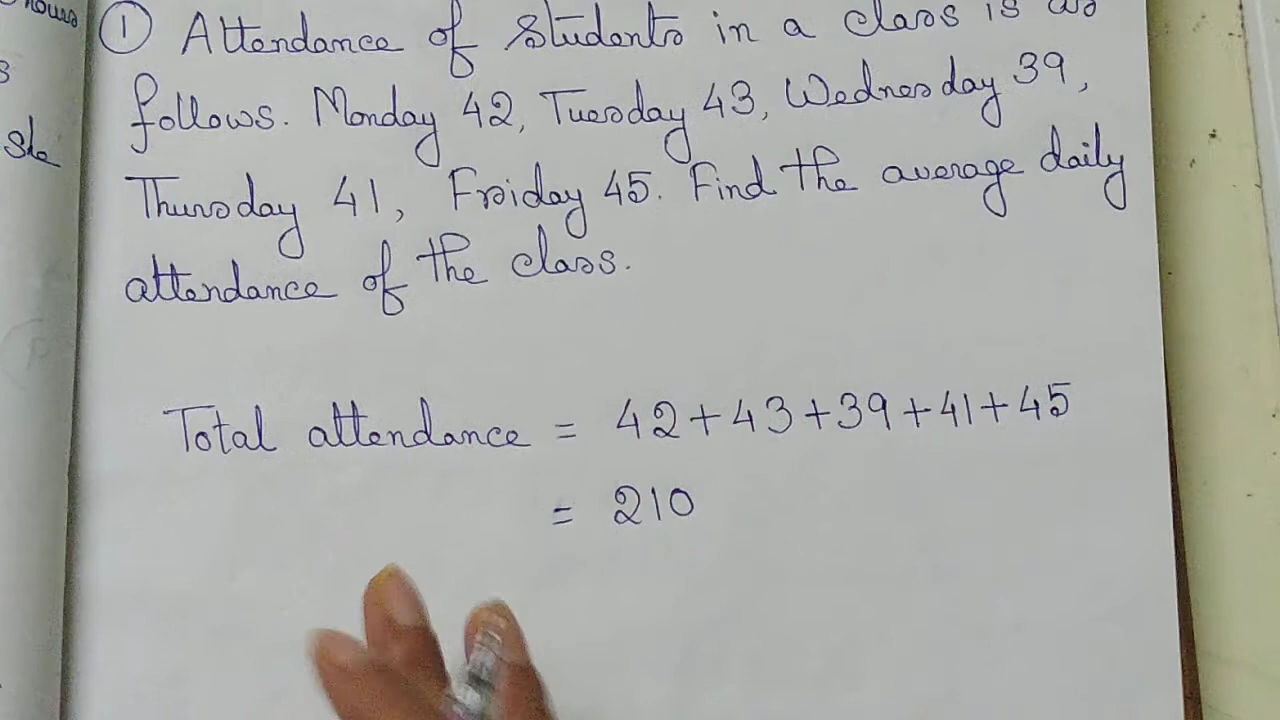 ① Attendance of students in a class is as
follows. Monday 42, Tuesday 43, Wednesday 39,
Thursday 41, Friday 45. Find the average daily
attendance of the class.
Total attendance = 42+43+39+41+45
= 210